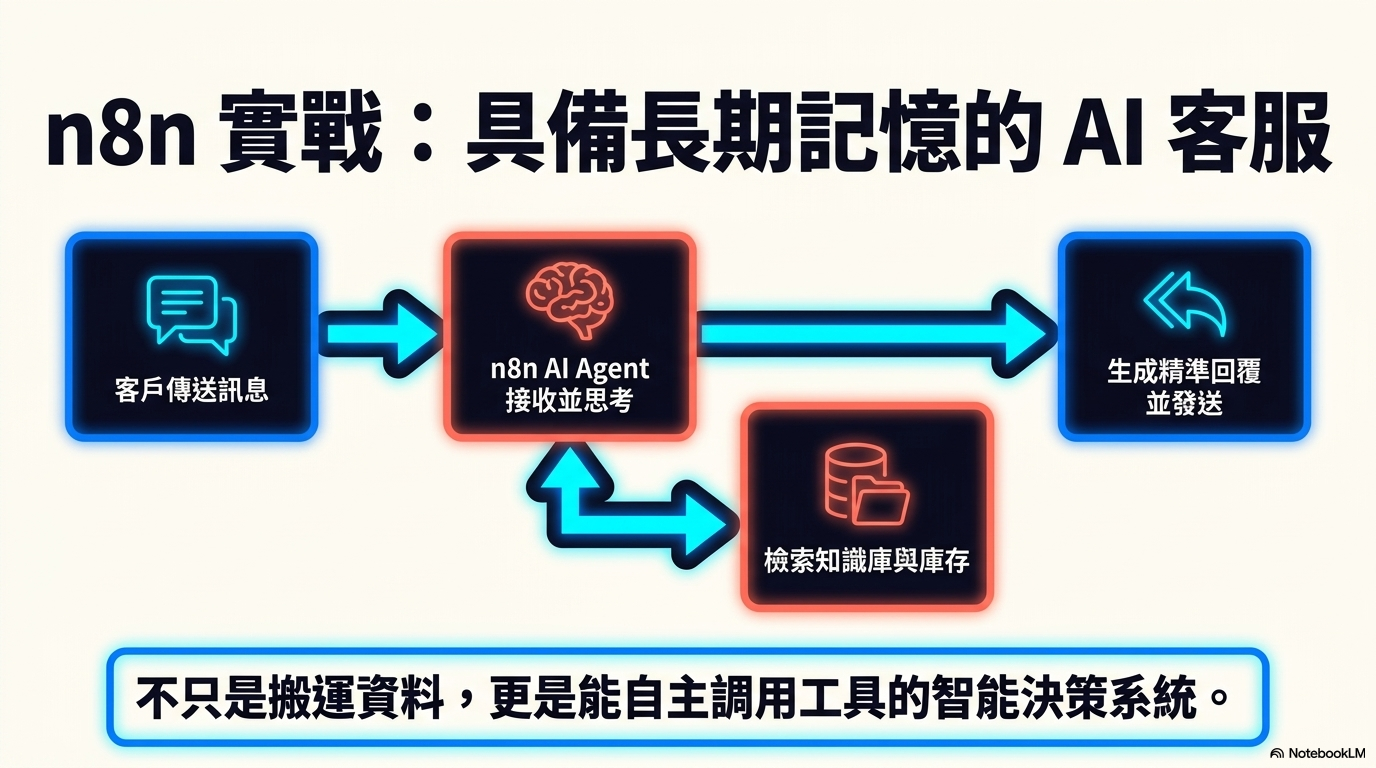 n8n 實戰：具備長期記憶的 AI 客服
客戶傳送訊息
n8n AI Agent
接收並思考
生成精準回覆
並發送
檢索知識庫與庫存
不只是搬運資料，更是能自主調用工具的智能決策系統。
NotebookLM